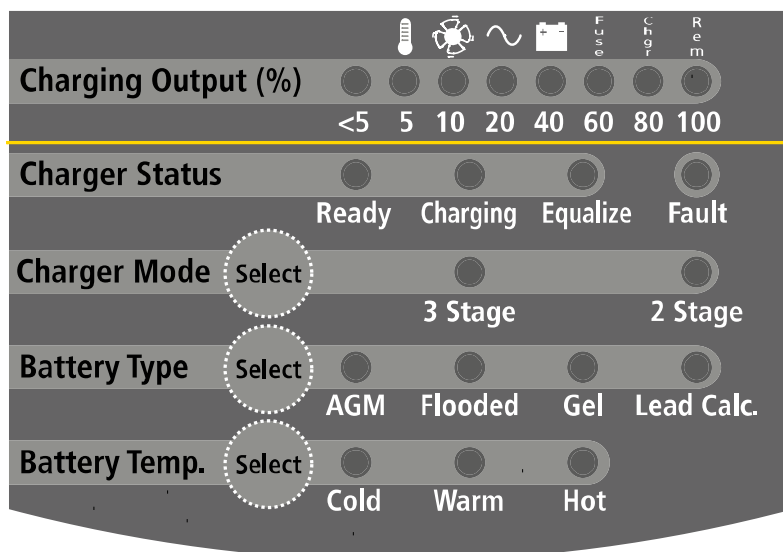 Fuse Chgr Rem
Charging Output (%)
<5 5 10 20 40 60 80 100
Charger Status
Ready Charging Equalize Fault
Charger Mode Select
3 Stage 2 Stage
Battery Type Select
AGM Flooded Gel Lead Calc.
Battery Temp. Select
Cold Warm Hot